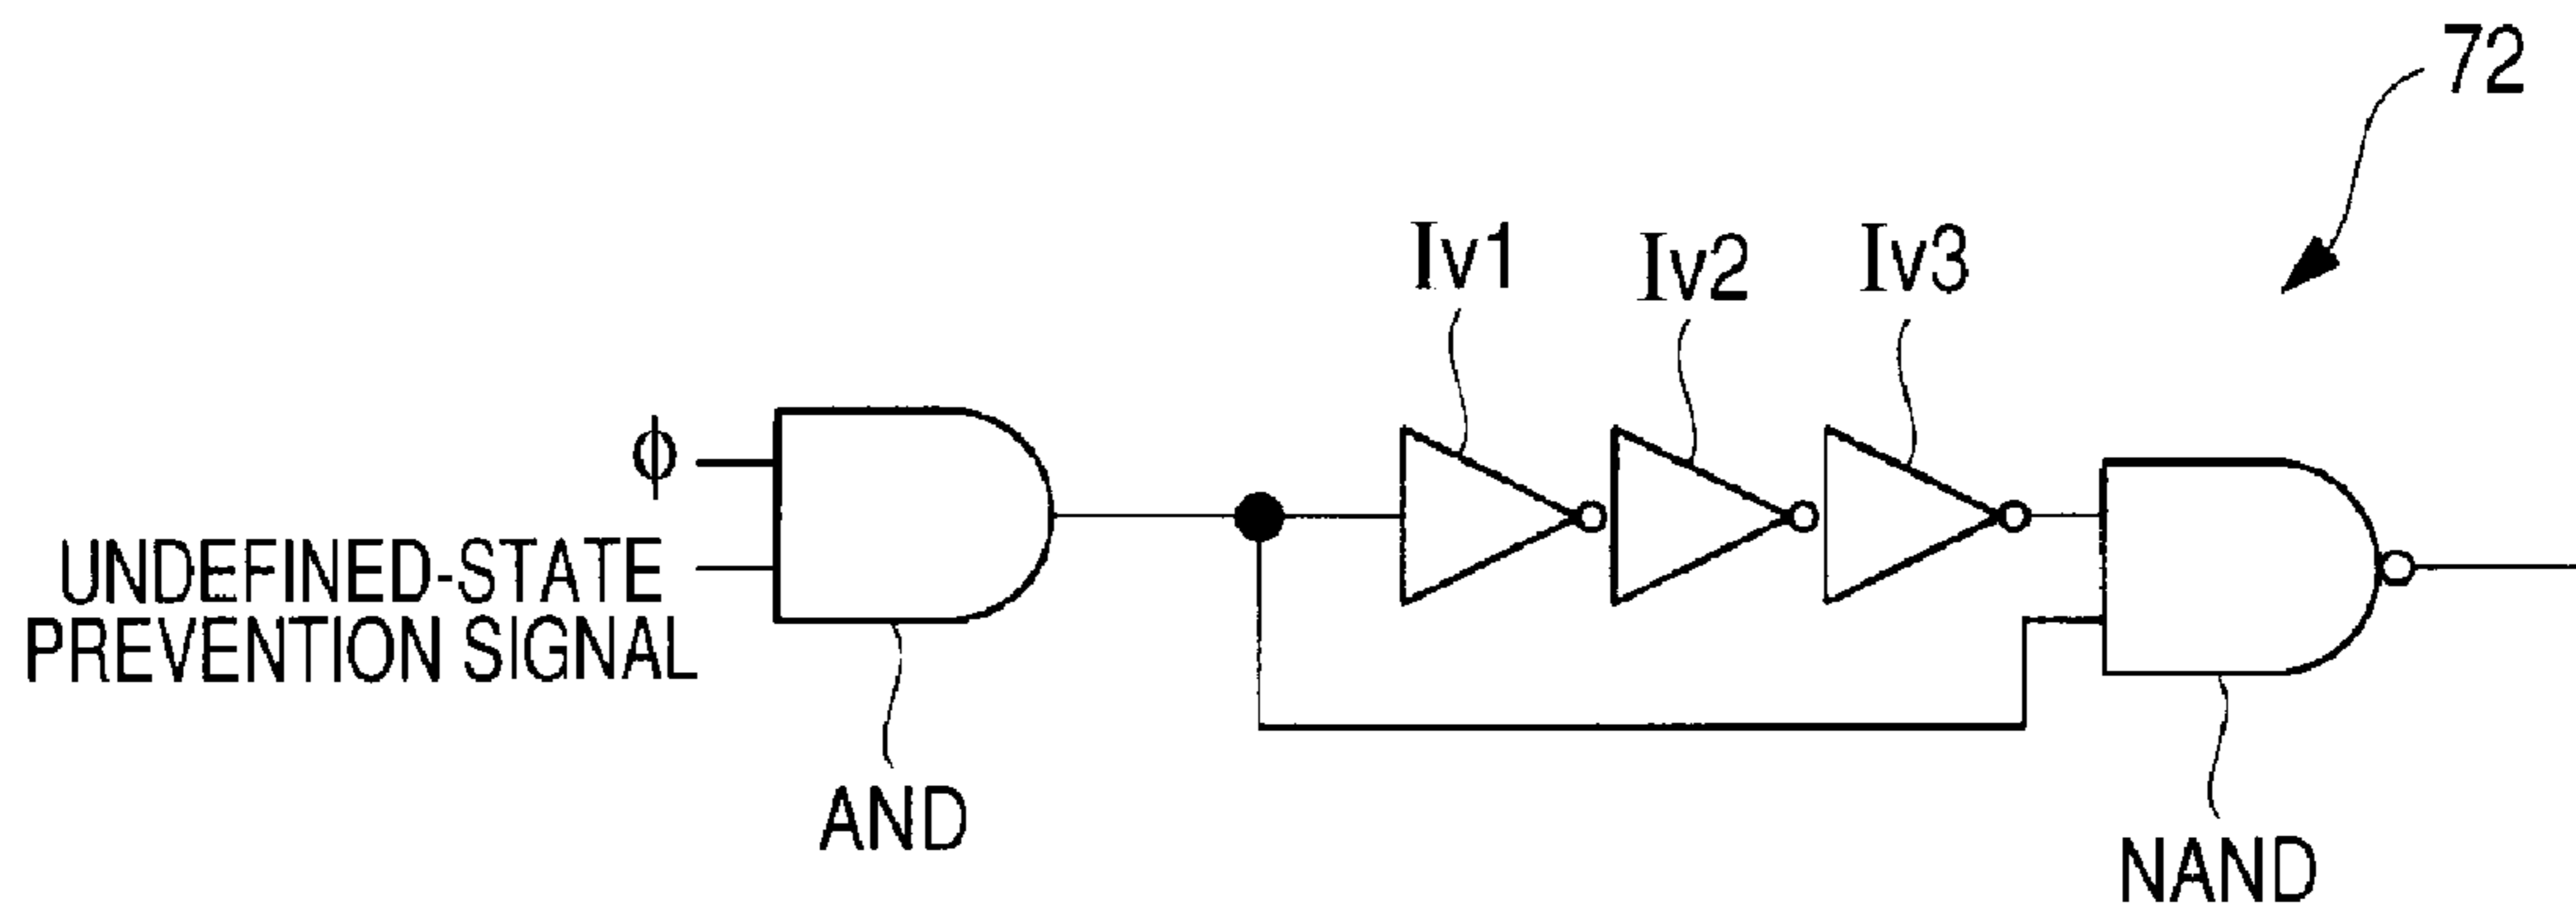 72
Iv1
Iv2
Iv3
ϕ
UNDEFINED-STATE
PREVENTION SIGNAL
AND
NAND